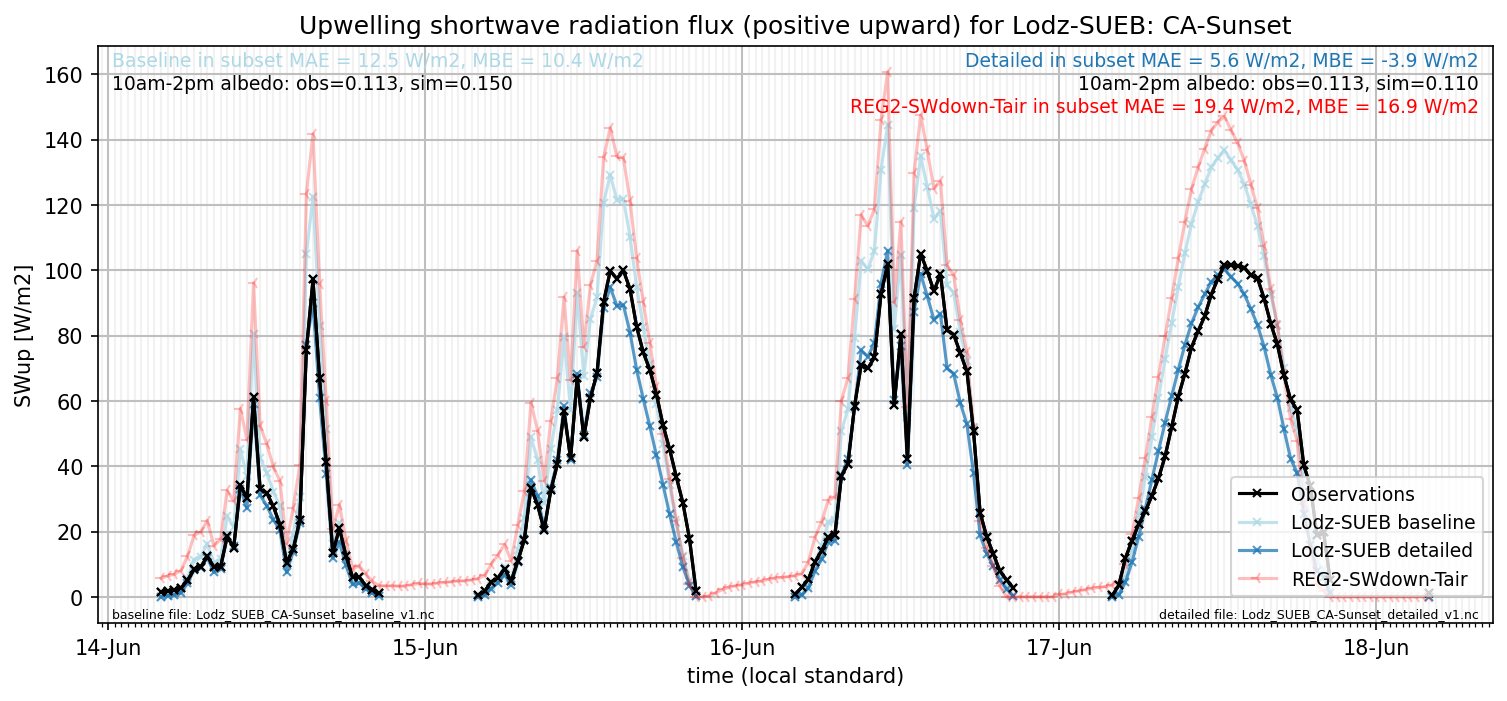 Upwelling shortwave radiation flux (positive upward) for Lodz-SUEB: CA-Sunset
Baseline in subset MAE = 12.5 W/m2, MBE = 10.4 W/m2
Detailed in subset MAE = 5.6 W/m2, MBE = -3.9 W/m2
10am-2pm albedo: obs=0.113, sim=0.150
10am-2pm albedo: obs=0.113, sim=0.110
REG2-SWdown-Tair in subset MAE = 19.4 W/m2, MBE = 16.9 W/m2
160
140
120
100
80
60
40
20
0
SWup [W/m2]
Observations
Lodz-SUEB baseline
Lodz-SUEB detailed
REG2-SWdown-Tair
baseline file: Lodz_SUEB_CA-Sunset_baseline_v1.nc
detailed file: Lodz_SUEB_CA-Sunset_detailed_v1.nc
14-Jun
15-Jun
16-Jun
17-Jun
18-Jun
time (local standard)